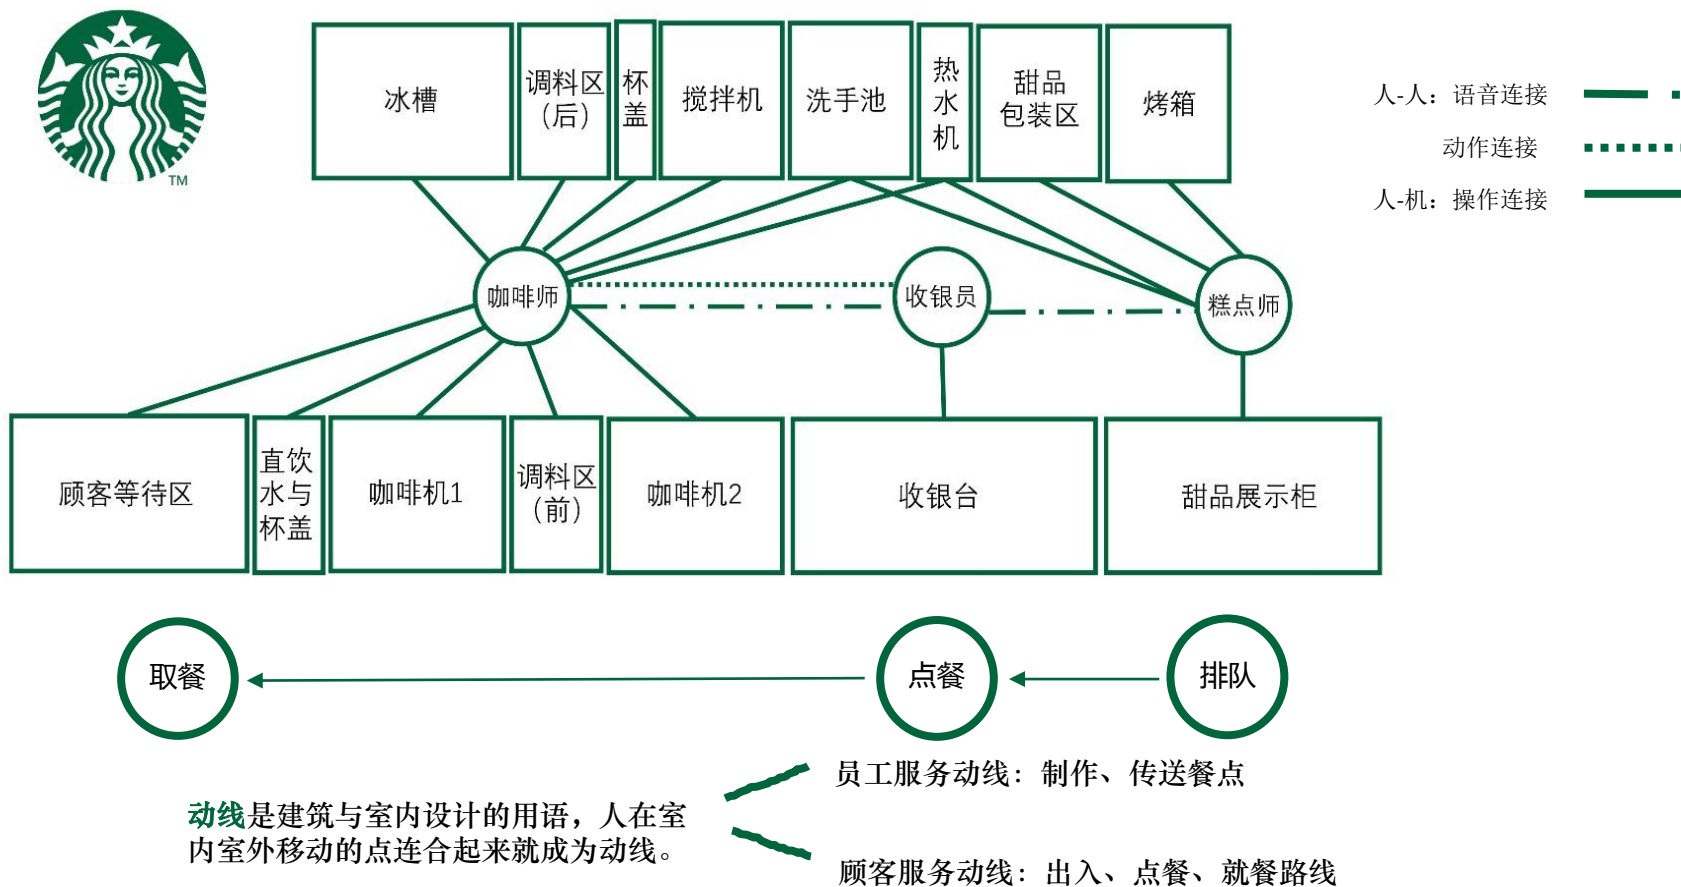 TM
冰槽
调料区
（后）
杯
盖
搅拌机
洗手池
热
水
机
甜品
包装区
烤箱
人-人：语音连接
动作连接
人-机：操作连接
咖啡师
收银员
糕点师
顾客等待区
直饮
水与
杯盖
咖啡机1
调料区
（前）
咖啡机2
收银台
甜品展示柜
取餐
点餐
排队
员工服务动线：制作、传送餐点
动线是建筑与室内设计的用语，人在室
内室外移动的点连合起来就成为动线。
顾客服务动线：出入、点餐、就餐路线